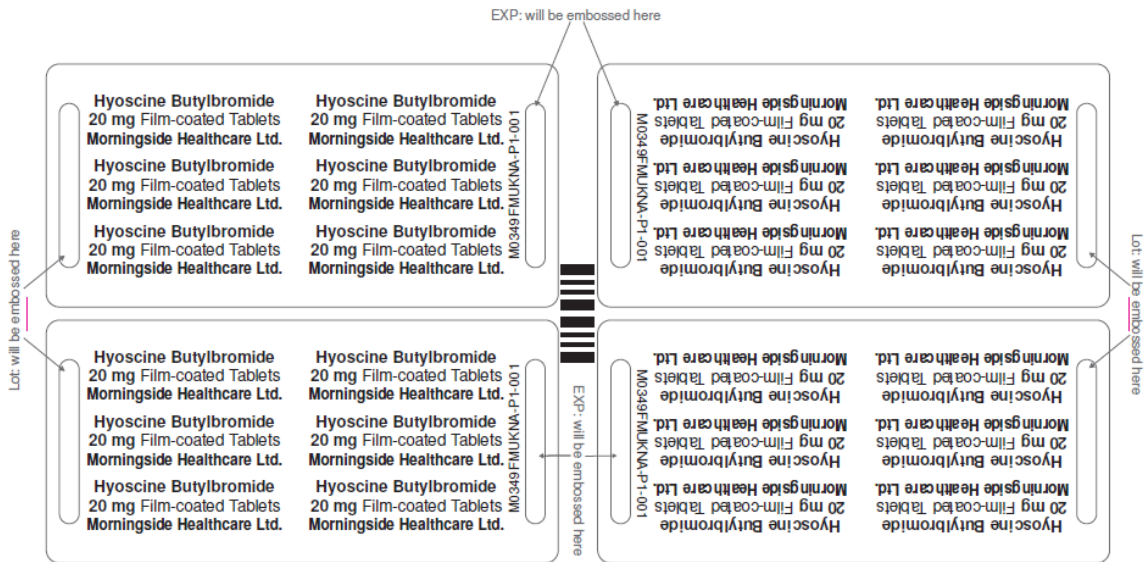 EXP: will be embossed here
Hyoscine Butylbromide Hyoscine Butylbromide
20 mg Film-coated Tablets 20 mg Film-coated Tablets
Morningside Healthcare Ltd. Morningside Healthcare Ltd.
Hyoscine Butylbromide Hyoscine Butylbromide
20 mg Film-coated Tablets 20 mg Film-coated Tablets
Morningside Healthcare Ltd. Morningside Healthcare Ltd.
Hyoscine Butylbromide Hyoscine Butylbromide
20 mg Film-coated Tablets 20 mg Film-coated Tablets
Morningside Healthcare Ltd. Morningside Healthcare Ltd.
M0349FMUKNA-P1-001
M0349FMUKNA-P1-001
Hyoscine Butylbromide Hyoscine Butylbromide
20 mg Film-coated Tablets 20 mg Film-coated Tablets
Morningside Healthcare Ltd. Morningside Healthcare Ltd.
Hyoscine Butylbromide Hyoscine Butylbromide
20 mg Film-coated Tablets 20 mg Film-coated Tablets
Morningside Healthcare Ltd. Morningside Healthcare Ltd.
Hyoscine Butylbromide Hyoscine Butylbromide
20 mg Film-coated Tablets 20 mg Film-coated Tablets
Morningside Healthcare Ltd. Morningside Healthcare Ltd.
Lot: will be embossed here
Lot: will be embossed here
Hyoscine Butylbromide Hyoscine Butylbromide
20 mg Film-coated Tablets 20 mg Film-coated Tablets
Morningside Healthcare Ltd. Morningside Healthcare Ltd.
Hyoscine Butylbromide Hyoscine Butylbromide
20 mg Film-coated Tablets 20 mg Film-coated Tablets
Morningside Healthcare Ltd. Morningside Healthcare Ltd.
Hyoscine Butylbromide Hyoscine Butylbromide
20 mg Film-coated Tablets 20 mg Film-coated Tablets
Morningside Healthcare Ltd. Morningside Healthcare Ltd.
M0349FMUKNA-P1-001
EXP: will be embossed here
M0349FMUKNA-P1-001
Hyoscine Butylbromide Hyoscine Butylbromide
20 mg Film-coated Tablets 20 mg Film-coated Tablets
Morningside Healthcare Ltd. Morningside Healthcare Ltd.
Hyoscine Butylbromide Hyoscine Butylbromide
20 mg Film-coated Tablets 20 mg Film-coated Tablets
Morningside Healthcare Ltd. Morningside Healthcare Ltd.
Hyoscine Butylbromide Hyoscine Butylbromide
20 mg Film-coated Tablets 20 mg Film-coated Tablets
Morningside Healthcare Ltd. Morningside Healthcare Ltd.